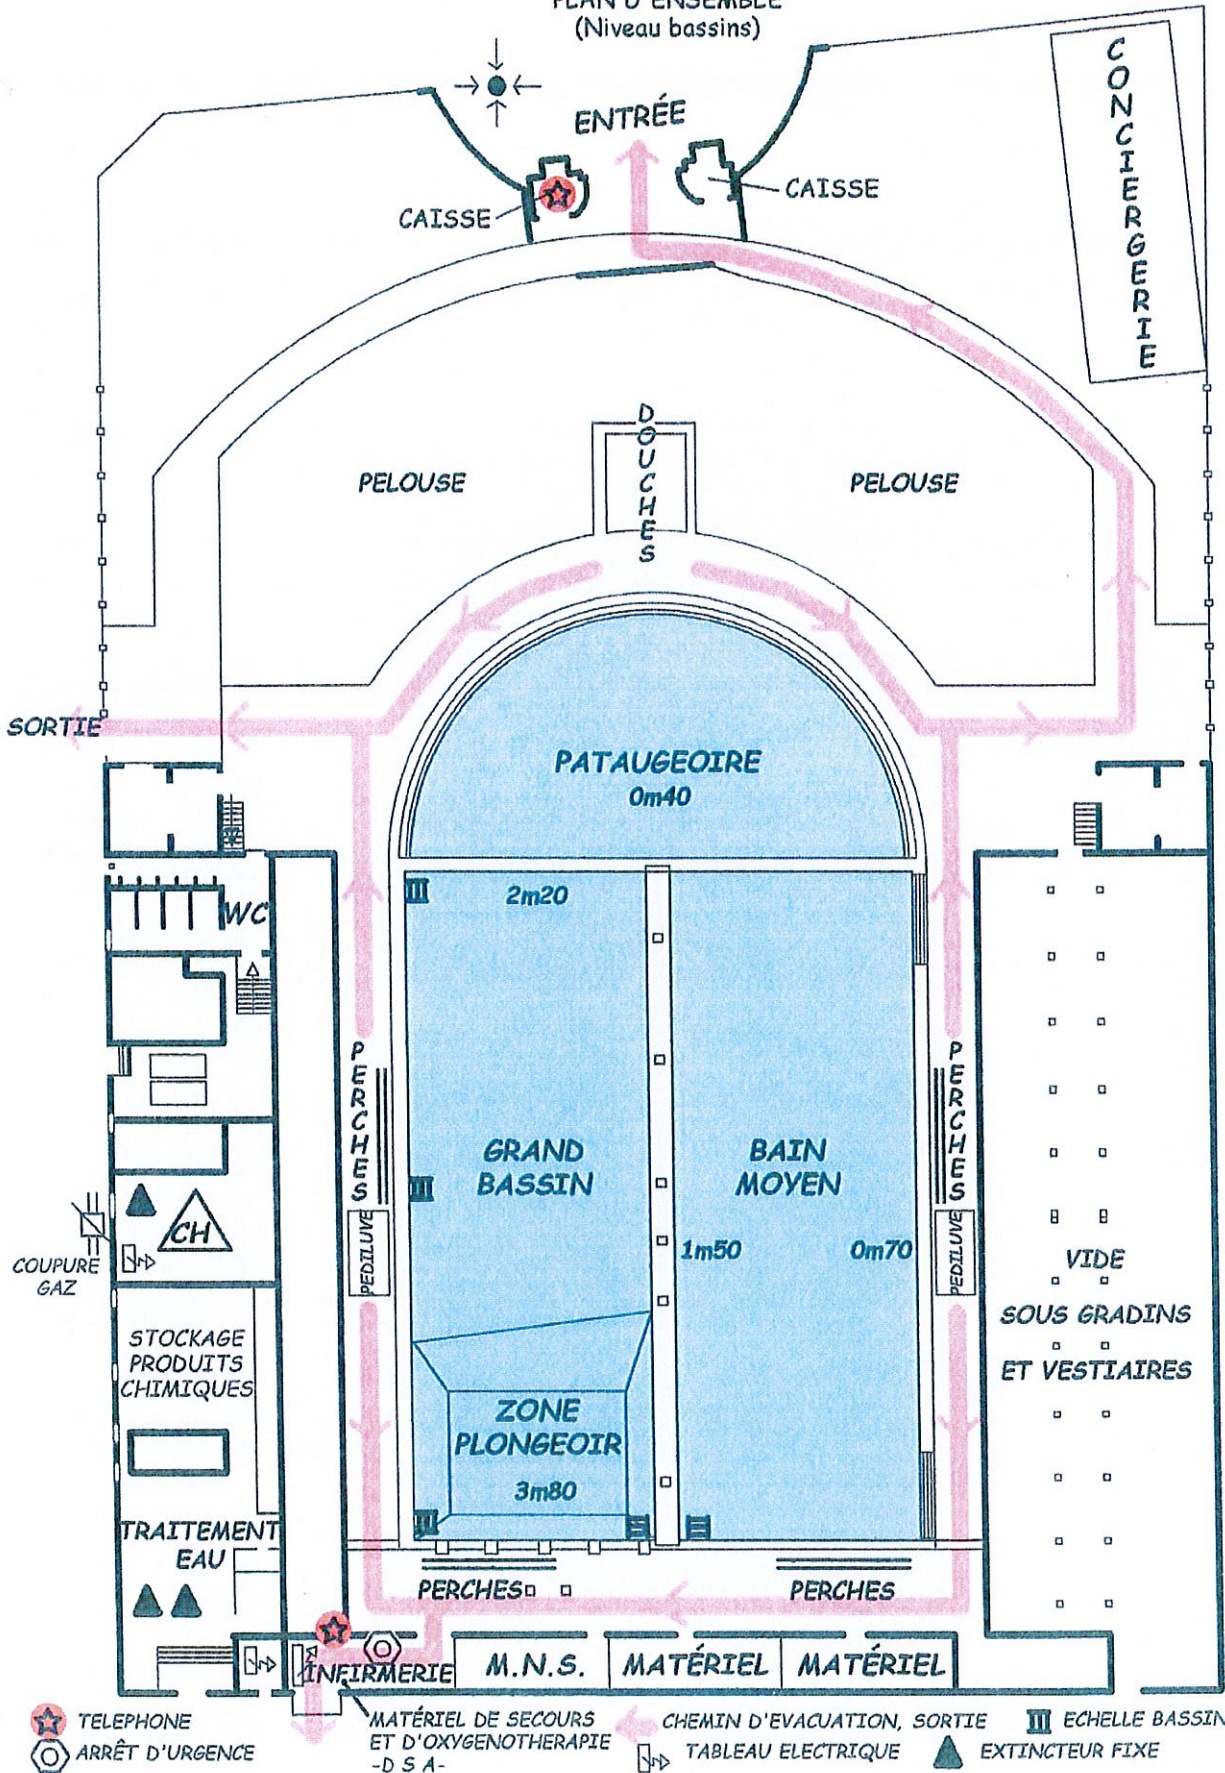 PLAN D'ENSEMBLE
(Niveau bassins)
ENTRÉE
CAISSE
CAISSE
CONCIERGERIE
DOUCHES
PELOUSE
PELOUSE
SORTIE
PATAUGEOIRE
0m40
WC
2m20
PERCHES
PERCHES
GRAND
BASSIN
BAIN
MOYEN
CH
COUPURE
GAZ
PEDILUVE
PEDILUVE
1m50
0m70
VIDE
SOUS GRADINS
ET VESTIAIRES
STOCKAGE
PRODUITS
CHIMIQUES
ZONE
PLONGEOIR
3m80
TRAITEMENT
EAU
PERCHES
PERCHES
INFIRMERIE
M.N.S.
MATÉRIEL
MATÉRIEL
TELEPHONE
ARRÊT D'URGENCE
MATÉRIEL DE SECOURS
ET D'OXYGENOTHERAPIE
-D S A-
CHEMIN D'EVACUATION, SORTIE
TABLEAU ELECTRIQUE
ECHELLE BASSIN
EXTINCTEUR FIXE